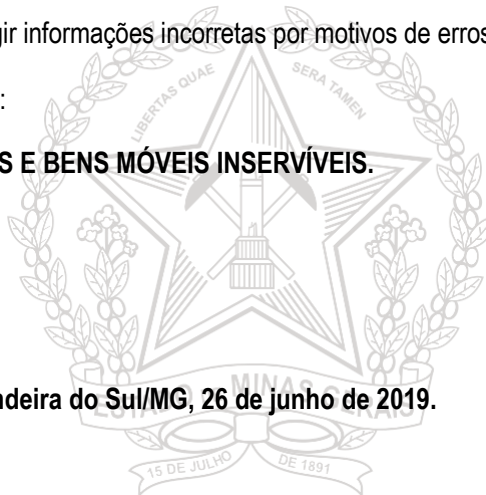 gir informações incorretas por motivos de erros
:
S E BENS MÓVEIS INSERVÍVEIS.
ndeira do Sul/MG, 26 de junho de 2019.
LIBERTAS QUAE SERA TAMEN
ESTADO MINAS GERAIS
15 DE JULHO DE 1891